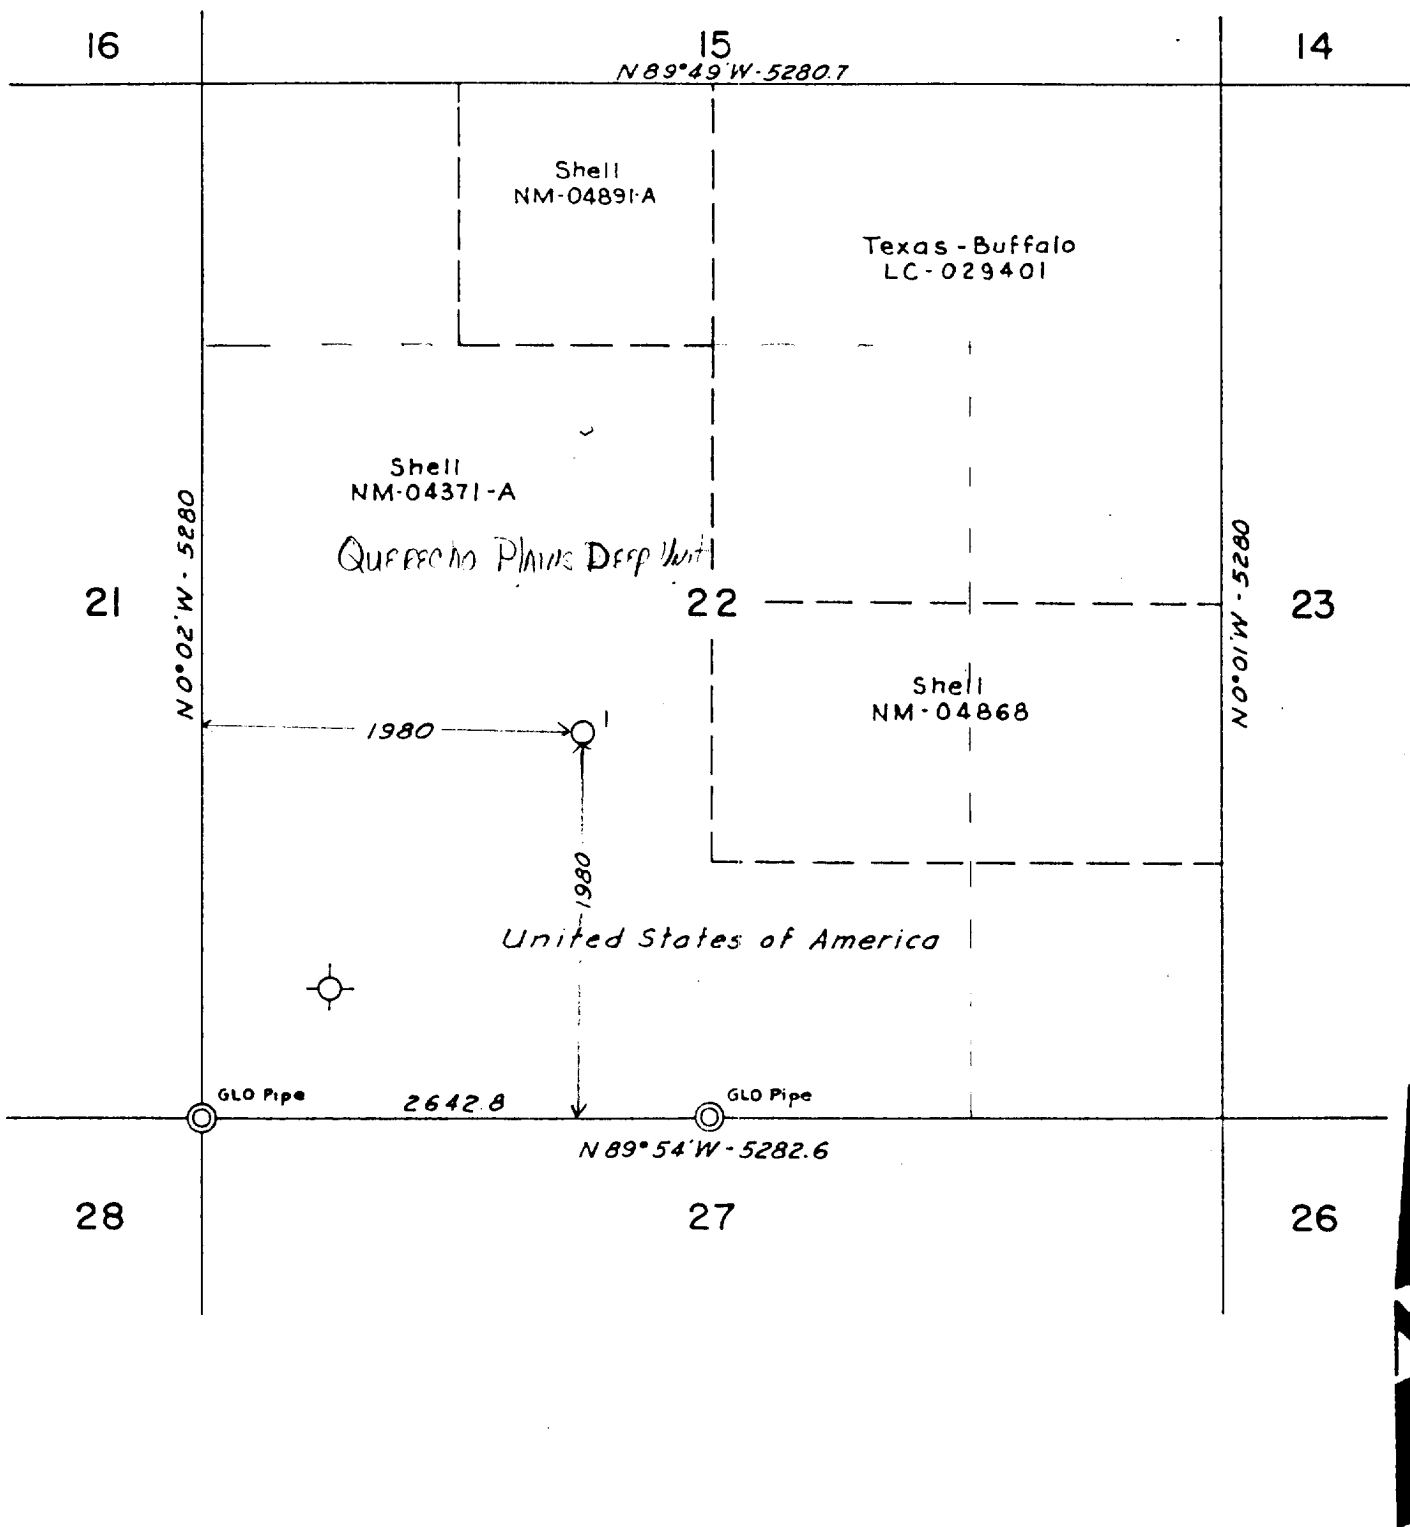 16
15
14
N 89°49'W - 5280.7
Shell
NM-04891-A
Texas - Buffalo
LC-029401
Shell
NM-04371-A
Plains Deep Unit
N 0°02'W - 5280
N 0°01'W - 5280
21
22
23
Shell
NM-04868
1980
1
1980
United States of America
GLO Pipe
2642.8
GLO Pipe
N 89°54'W - 5282.6
28
27
26